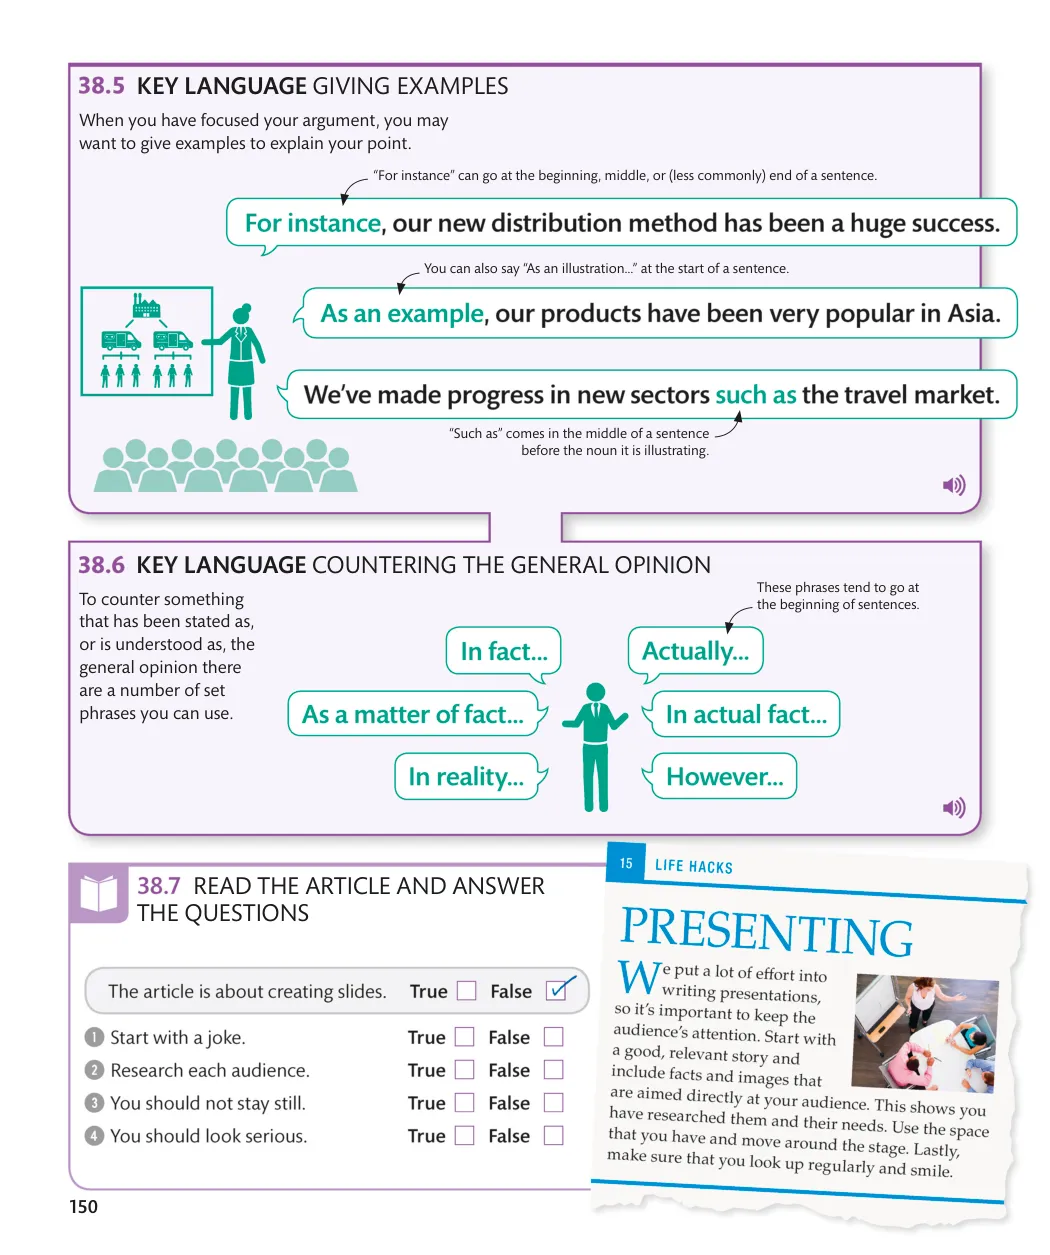 38.5 KEY LANGUAGE GIVING EXAMPLES
When you have focused your argument, you may
want to give examples to explain your point.
“For instance” can go at the beginning, middle, or (less commonly) end of a sentence.
For instance, our new distribution method has been a huge success.
You can also say “As an illustration...” at the start of a sentence.
As an example, our products have been very popular in Asia.
We’ve made progress in new sectors such as the travel market.
“Such as” comes in the middle of a sentence
before the noun it is illustrating.
38.6 KEY LANGUAGE COUNTERING THE GENERAL OPINION
To counter something
that has been stated as,
or is understood as, the
general opinion there
are a number of set
phrases you can use.
These phrases tend to go at
the beginning of sentences.
In fact...
Actually...
As a matter of fact...
In actual fact...
In reality...
However...
38.7 READ THE ARTICLE AND ANSWER
THE QUESTIONS
The article is about creating slides. True False
1 Start with a joke. True False
2 Research each audience. True False
3 You should not stay still. True False
4 You should look serious. True False
15 LIFE HACKS
PRESENTING
We put a lot of effort into
writing presentations,
so it’s important to keep the
audience’s attention. Start with
a good, relevant story and
include facts and images that
are aimed directly at your audience. This shows you
have researched them and their needs. Use the space
that you have and move around the stage. Lastly,
make sure that you look up regularly and smile.
150